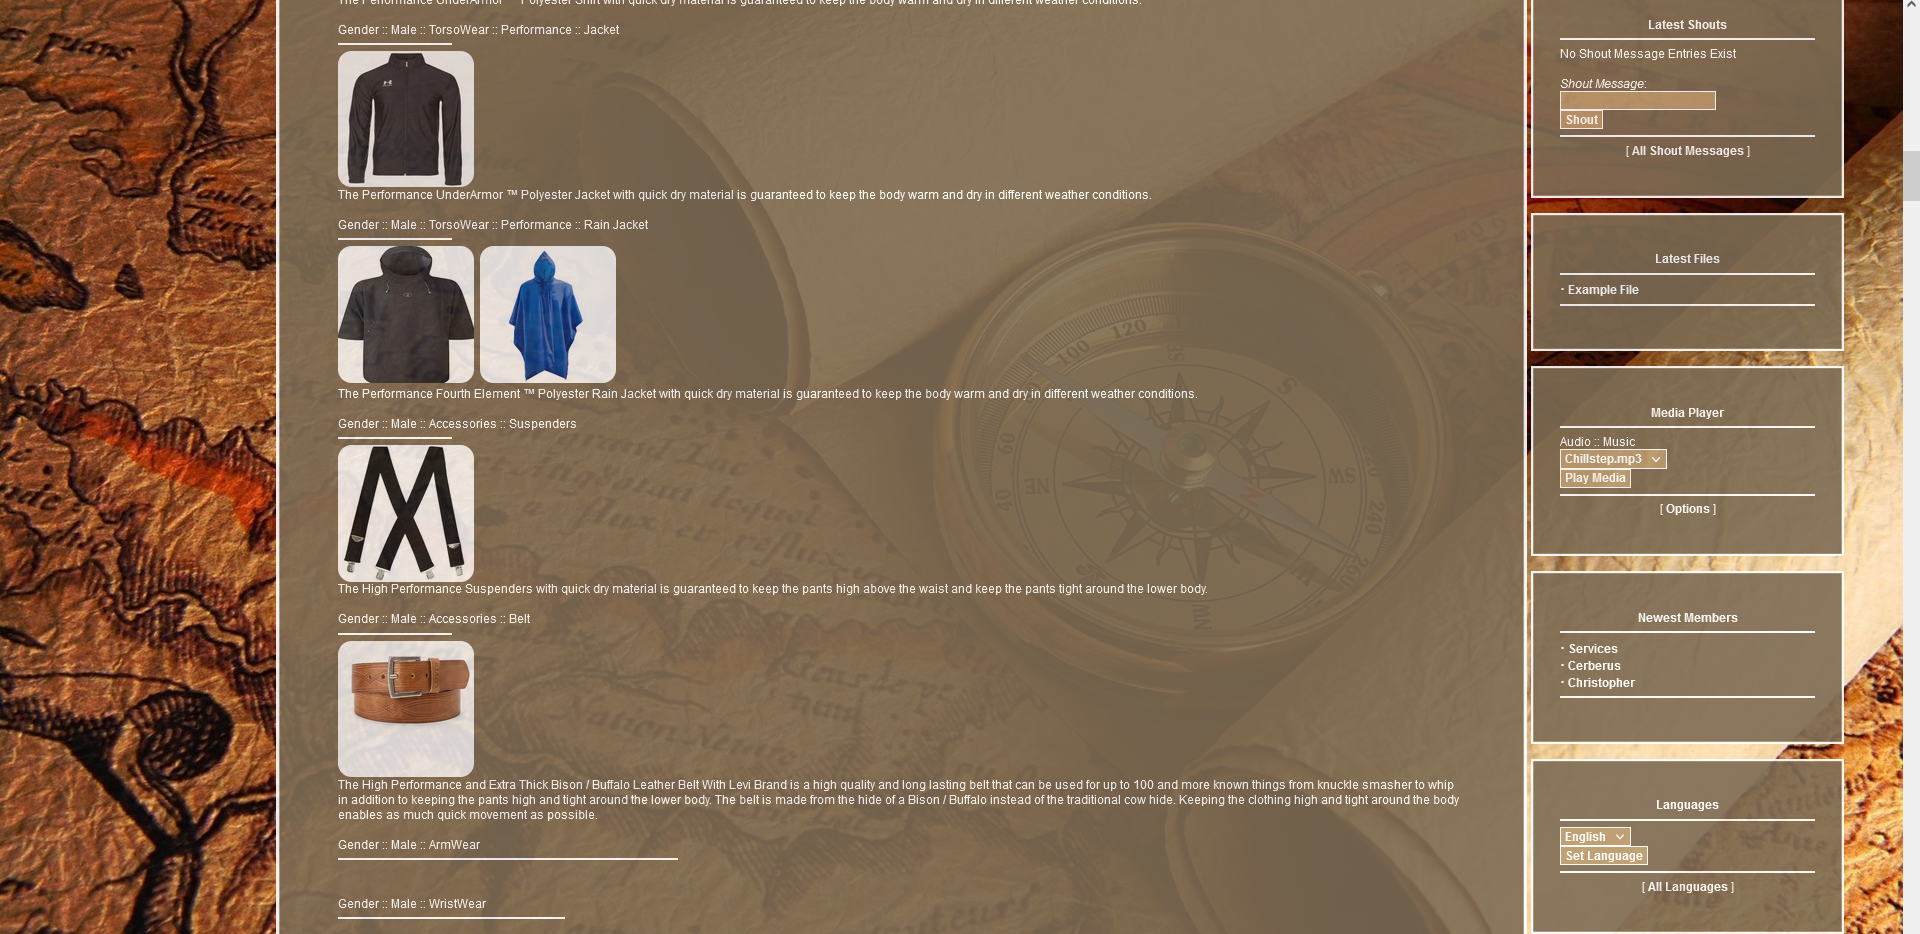 The Performance UnderArmor ™ Polyester Shirt with quick dry material is guaranteed to keep the body warm and dry in different weather conditions.
Gender :: Male :: TorsoWear :: Performance :: Jacket
The Performance UnderArmor ™ Polyester Jacket with quick dry material is guaranteed to keep the body warm and dry in different weather conditions.
Gender :: Male :: TorsoWear :: Performance :: Rain Jacket
The Performance Fourth Element ™ Polyester Rain Jacket with quick dry material is guaranteed to keep the body warm and dry in different weather conditions.
Gender :: Male :: Accessories :: Suspenders
The High Performance Suspenders with quick dry material is guaranteed to keep the pants high above the waist and keep the pants tight around the lower body.
Gender :: Male :: Accessories :: Belt
The High Performance and Extra Thick Bison / Buffalo Leather Belt With Levi Brand is a high quality and long lasting belt that can be used for up to 100 and more known things from knuckle smasher to whip
in addition to keeping the pants high and tight around the lower body. The belt is made from the hide of a Bison / Buffalo instead of the traditional cow hide. Keeping the clothing high and tight around the body
enables as much quick movement as possible.
Gender :: Male :: ArmWear
Gender :: Male :: WristWear
Latest Shouts
No Shout Message Entries Exist
Shout Message:
Shout
[ All Shout Messages ]
Latest Files
· Example File
Media Player
Audio :: Music
Chillstep.mp3
Play Media
[ Options ]
Newest Members
· Services
· Cerberus
· Christopher
Languages
English
Set Language
[ All Languages ]
120
100
60
40
240
260
SE
S
SW
NE
N
NW